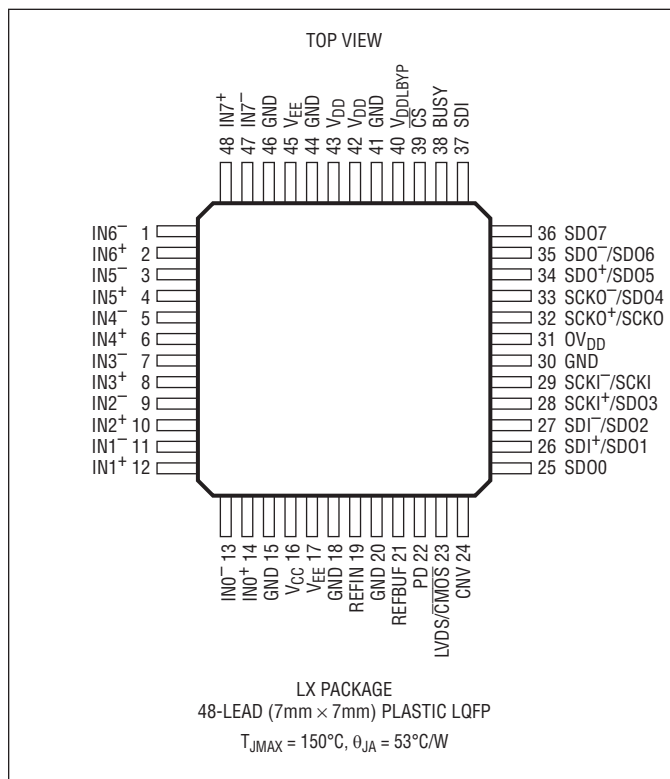 TOP VIEW
48 IN7⁺
47 IN7⁻
46 GND
45 VEE
44 GND
43 VDD
42 VDD
41 GND
40 VDDLBYP
39 C̅S̅
38 BUSY
37 SDI
IN6⁻ 1
IN6⁺ 2
IN5⁻ 3
IN5⁺ 4
IN4⁻ 5
IN4⁺ 6
IN3⁻ 7
IN3⁺ 8
IN2⁻ 9
IN2⁺ 10
IN1⁻ 11
IN1⁺ 12
36 SDO7
35 SDO⁻/SDO6
34 SDO⁺/SDO5
33 SCKO⁻/SDO4
32 SCKO⁺/SCKO
31 OVDD
30 GND
29 SCKI⁻/SCKI
28 SCKI⁺/SDO3
27 SDI⁻/SDO2
26 SDI⁺/SDO1
25 SDO0
IN0⁻ 13
IN0⁺ 14
GND 15
VCC 16
VEE 17
GND 18
REFIN 19
GND 20
REFBUF 21
PD 22
LVDS/C̅M̅O̅S̅ 23
CNV 24
LX PACKAGE
48-LEAD (7mm × 7mm) PLASTIC LQFP
TJMAX = 150°C, θJA = 53°C/W